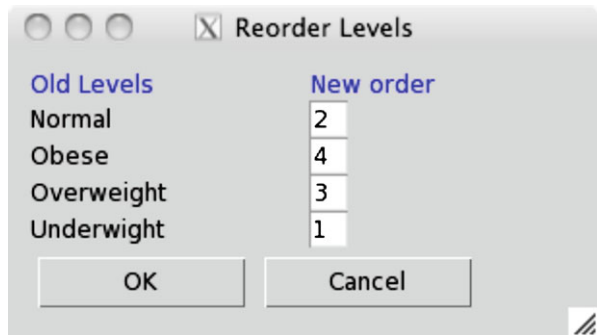 Reorder Levels
Old Levels New order
Normal 2
Obese 4
Overweight 3
Underwight 1
OK Cancel